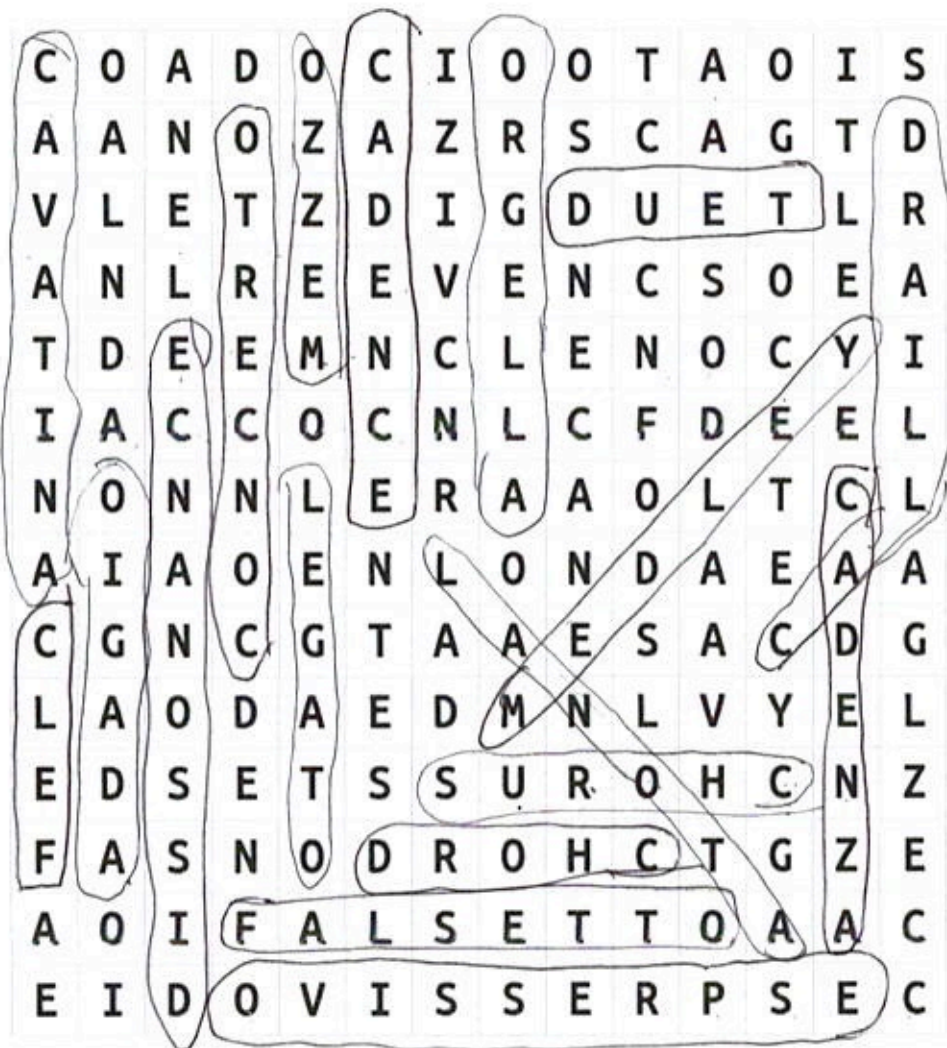 C O A D O C I O O T A O I S
A A N O Z A Z R S C A G T D
V L E T Z D I G D U E T L R
A N L R E E V E N C S O E A
T D E E M N C L E N O C Y I
I A C C O C N L C F D E E L
N O N N L E R A A O L T C L
A I A O E N L O N D A E A A
C G N C G T A A E S A C D G
L A O D A E D M N L V Y E L
E D S E T S S U R O H C N Z
F A S N O D R O H C T G Z E
A O I F A L S E T T O A A C
E I D O V I S S E R P S E C